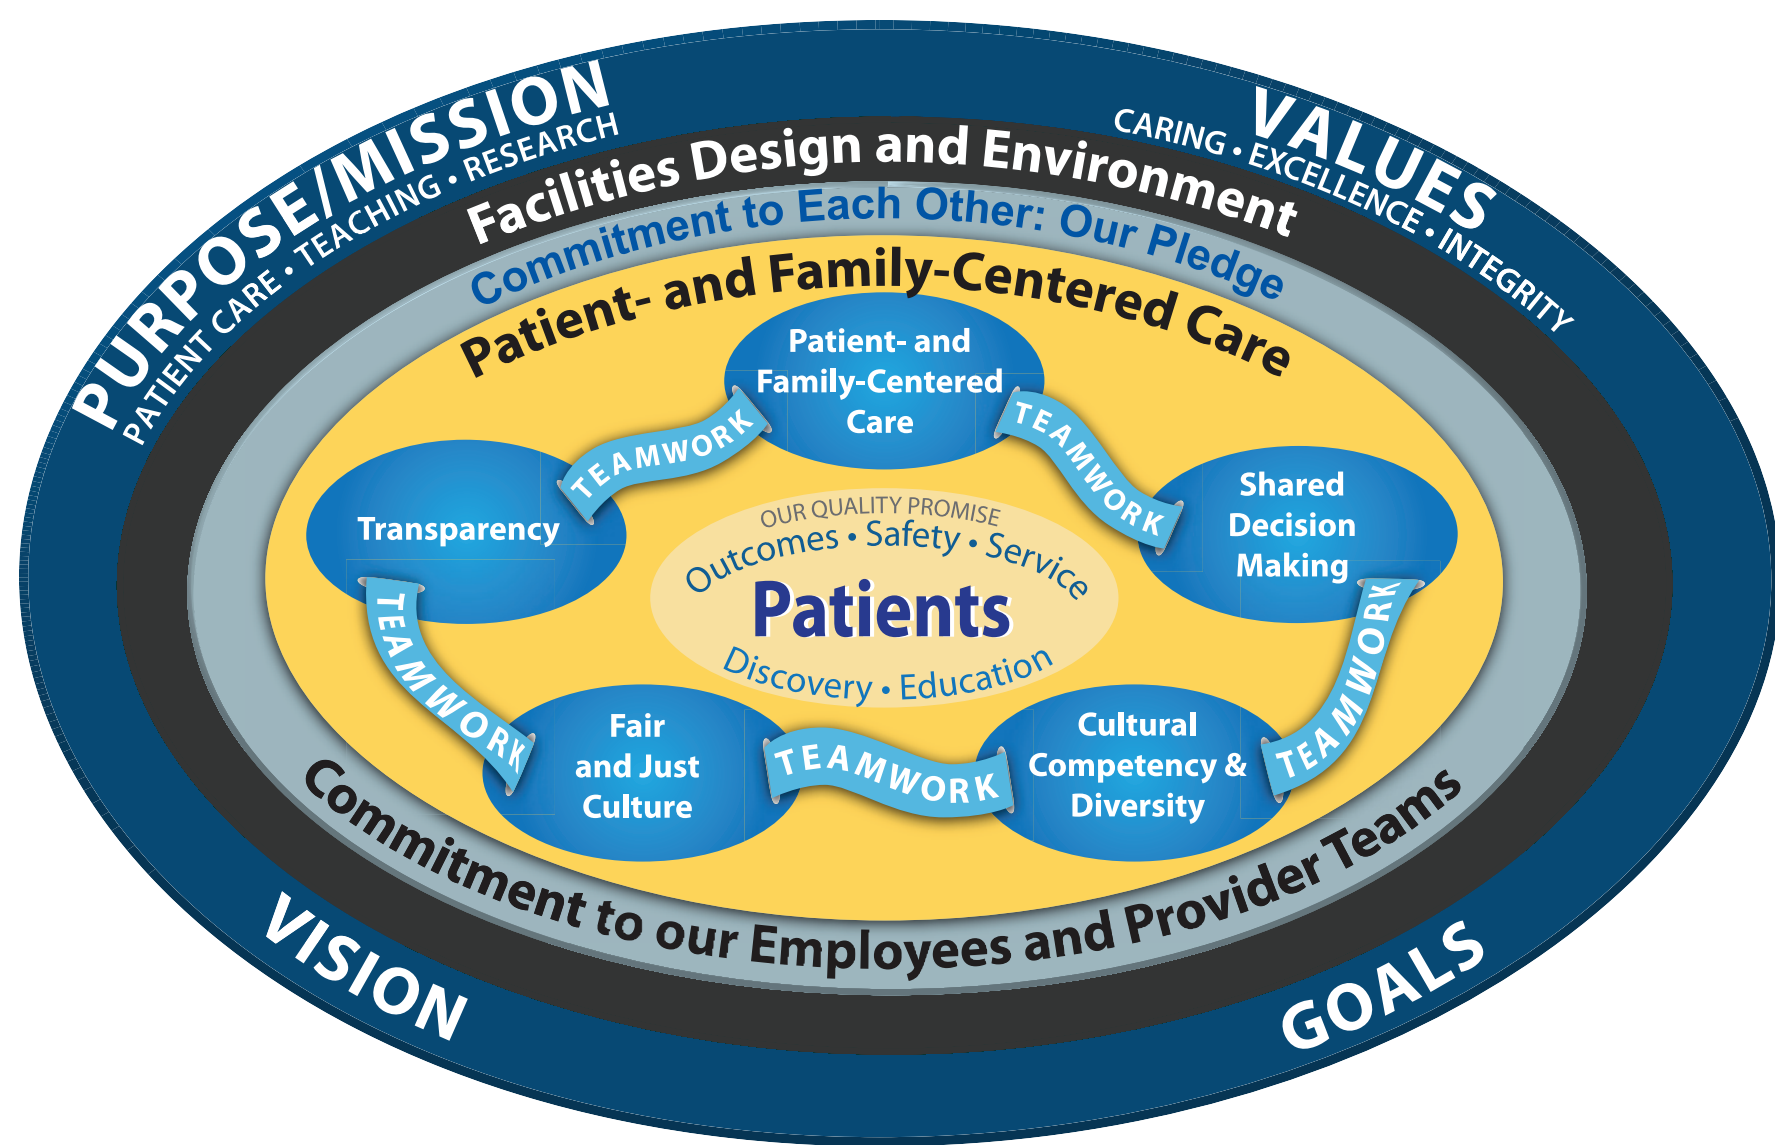 PURPOSE/MISSION
PATIENT CARE • TEACHING • RESEARCH
VALUES
CARING • EXCELLENCE • INTEGRITY
Facilities Design and Environment
Commitment to Each Other: Our Pledge
Patient- and Family-Centered Care
Patient- and
Family-Centered
Care
TEAMWORK
TEAMWORK
Transparency
Shared
Decision
Making
OUR QUALITY PROMISE
Outcomes • Safety • Service
Patients
Discovery • Education
TEAMWORK
TEAMWORK
Fair
and Just
Culture
TEAMWORK
Cultural
Competency &
Diversity
Commitment to our Employees and Provider Teams
VISION
GOALS